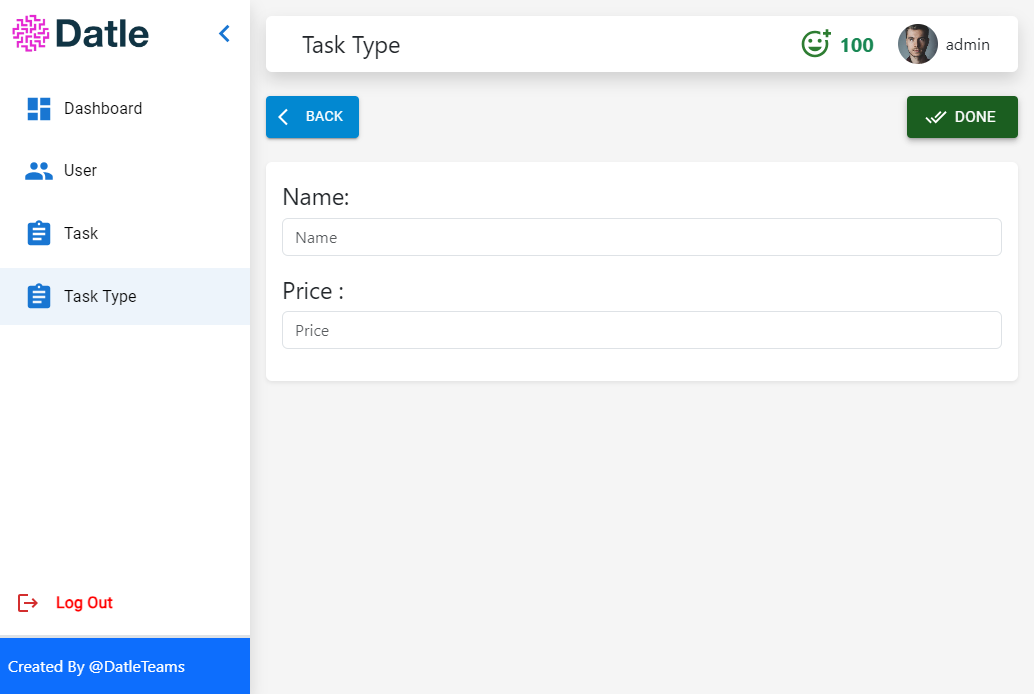 Datle
Dashboard
User
Task
Task Type
Log Out
Created By @DatleTeams
Task Type
100
admin
BACK
DONE
Name:
Name
Price :
Price